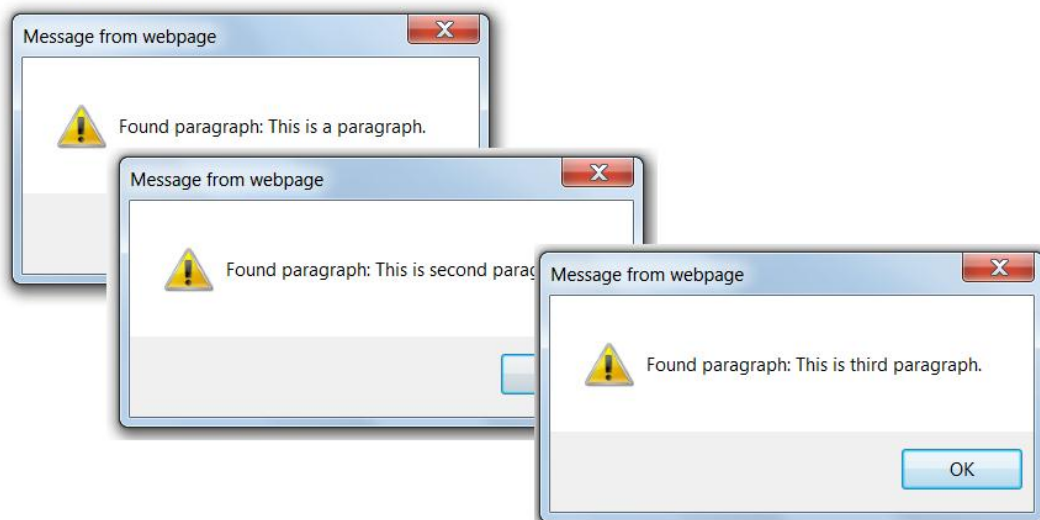 Message from webpage
Found paragraph: This is a paragraph.
Message from webpage
Found paragraph: This is second
Message from webpage
Found paragraph: This is third paragraph.
OK